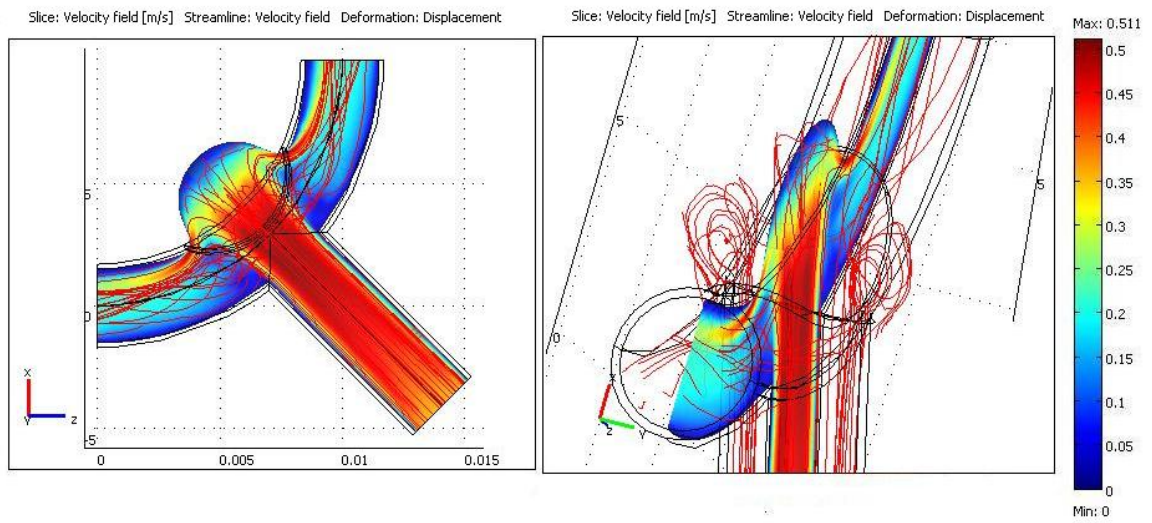 Slice: Velocity field [m/s] Streamline: Velocity field Deformation: Displacement
Slice: Velocity field [m/s] Streamline: Velocity field Deformation: Displacement
Max: 0.511
0.5
0.45
0.4
0.35
0.3
0.25
0.2
0.15
0.1
0.05
0
Min: 0
5
0
-5
0
0.005
0.01
0.015
x
y
z
5
5
0
0
x
z
y